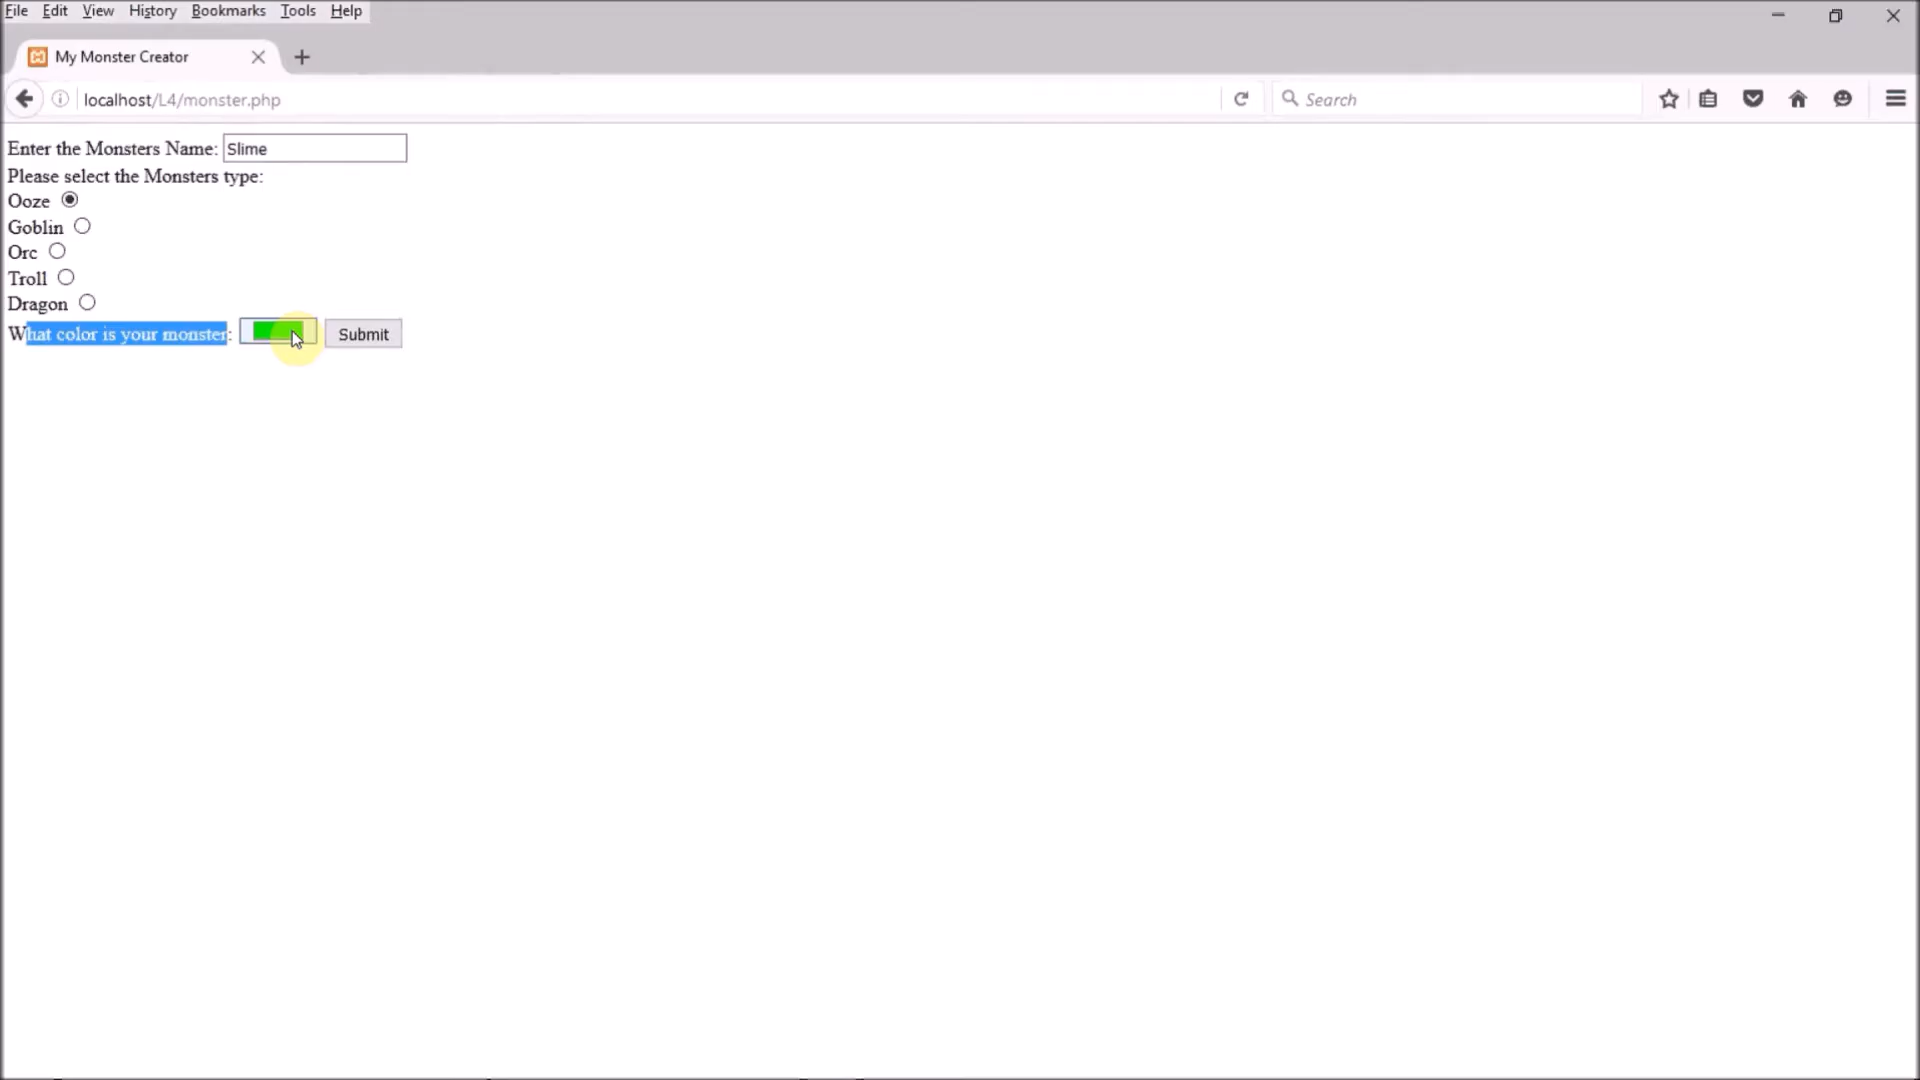 File Edit View History Bookmarks Tools Help
My Monster Creator
localhost/L4/monster.php
Search
Enter the Monsters Name: Slime
Please select the Monsters type:
Ooze
Goblin
Orc
Troll
Dragon
What color is your monster: Submit